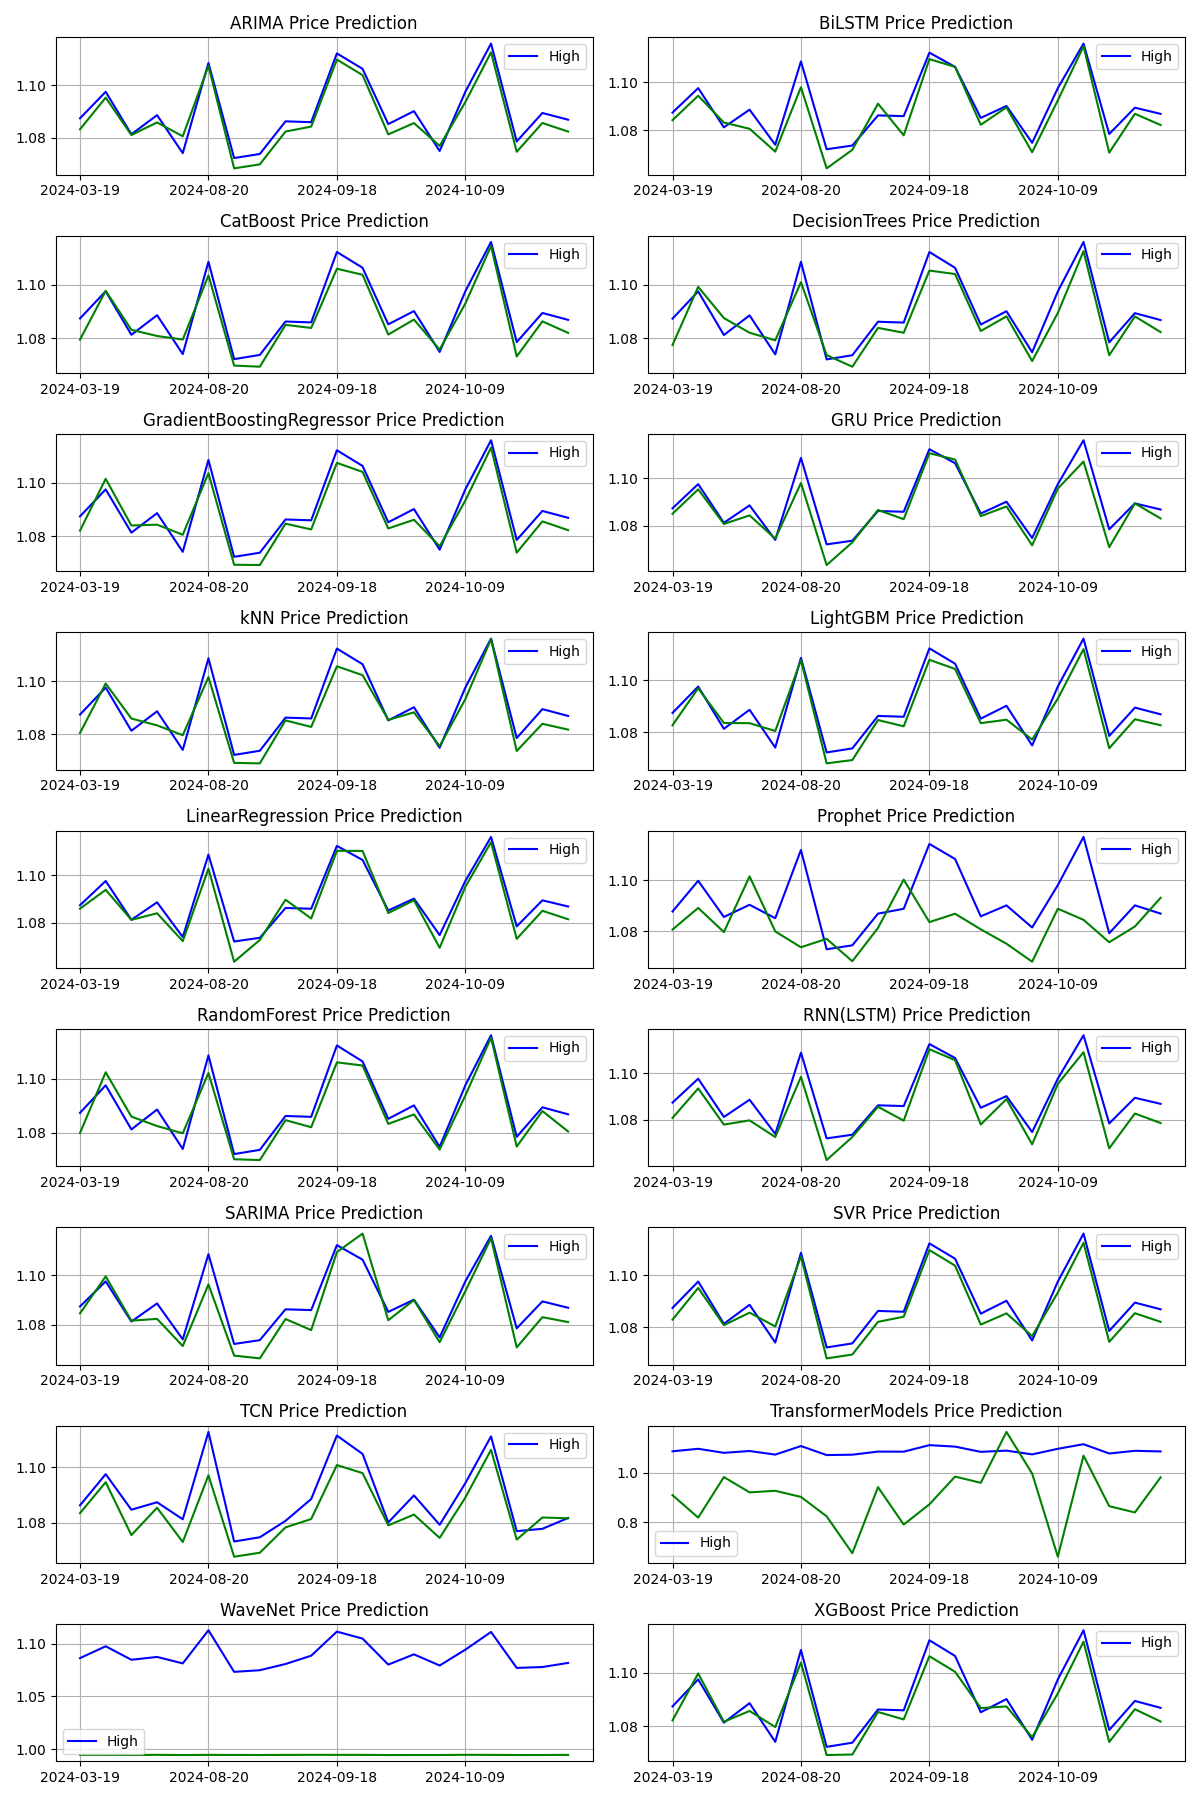 ARIMA Price Prediction
High
1.10
1.08
2024-03-19 2024-08-20 2024-09-18 2024-10-09
BiLSTM Price Prediction
High
1.10
1.08
2024-03-19 2024-08-20 2024-09-18 2024-10-09
CatBoost Price Prediction
High
1.10
1.08
2024-03-19 2024-08-20 2024-09-18 2024-10-09
DecisionTrees Price Prediction
High
1.10
1.08
2024-03-19 2024-08-20 2024-09-18 2024-10-09
GradientBoostingRegressor Price Prediction
High
1.10
1.08
2024-03-19 2024-08-20 2024-09-18 2024-10-09
GRU Price Prediction
High
1.10
1.08
2024-03-19 2024-08-20 2024-09-18 2024-10-09
kNN Price Prediction
High
1.10
1.08
2024-03-19 2024-08-20 2024-09-18 2024-10-09
LightGBM Price Prediction
High
1.10
1.08
2024-03-19 2024-08-20 2024-09-18 2024-10-09
LinearRegression Price Prediction
High
1.10
1.08
2024-03-19 2024-08-20 2024-09-18 2024-10-09
Prophet Price Prediction
High
1.10
1.08
2024-03-19 2024-08-20 2024-09-18 2024-10-09
RandomForest Price Prediction
High
1.10
1.08
2024-03-19 2024-08-20 2024-09-18 2024-10-09
RNN(LSTM) Price Prediction
High
1.10
1.08
2024-03-19 2024-08-20 2024-09-18 2024-10-09
SARIMA Price Prediction
High
1.10
1.08
2024-03-19 2024-08-20 2024-09-18 2024-10-09
SVR Price Prediction
High
1.10
1.08
2024-03-19 2024-08-20 2024-09-18 2024-10-09
TCN Price Prediction
High
1.10
1.08
2024-03-19 2024-08-20 2024-09-18 2024-10-09
TransformerModels Price Prediction
1.0
0.8
High
2024-03-19 2024-08-20 2024-09-18 2024-10-09
WaveNet Price Prediction
1.10
1.05
High
1.00
2024-03-19 2024-08-20 2024-09-18 2024-10-09
XGBoost Price Prediction
High
1.10
1.08
2024-03-19 2024-08-20 2024-09-18 2024-10-09